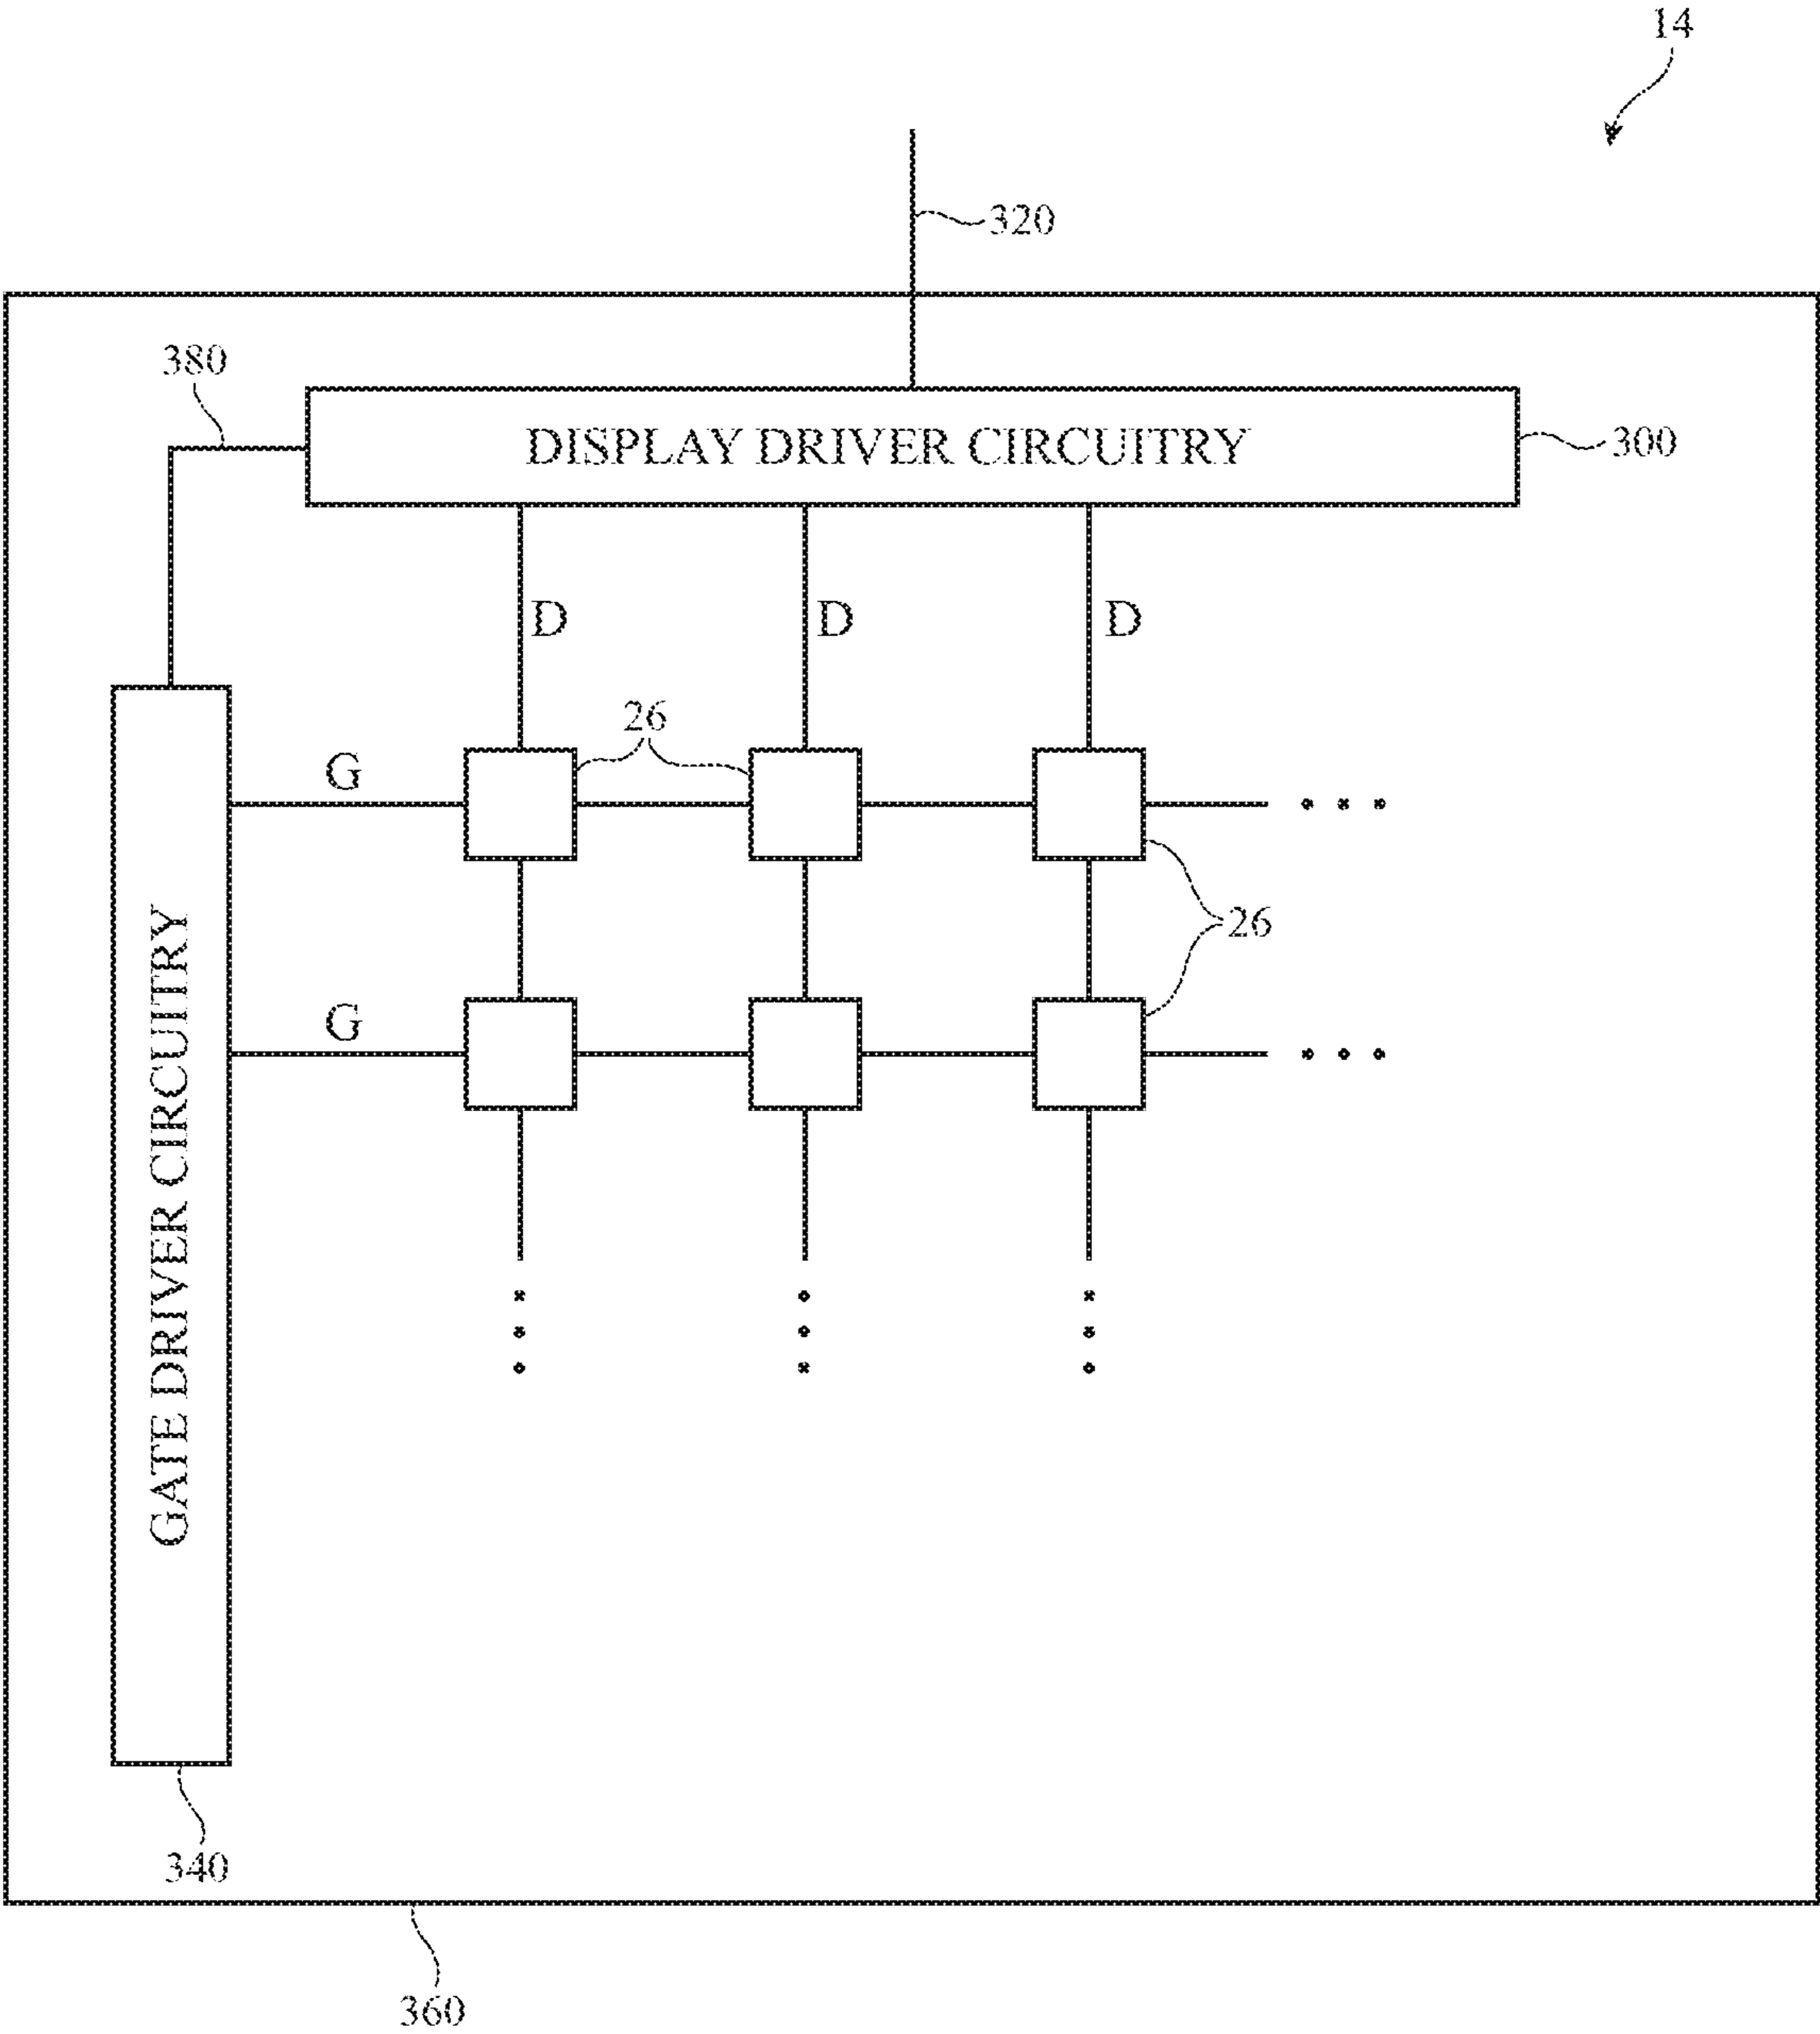 14
320
380
DISPLAY DRIVER CIRCUITRY
300
D
D
D
26
G
26
G
GATE DRIVER CIRCUITRY
340
360